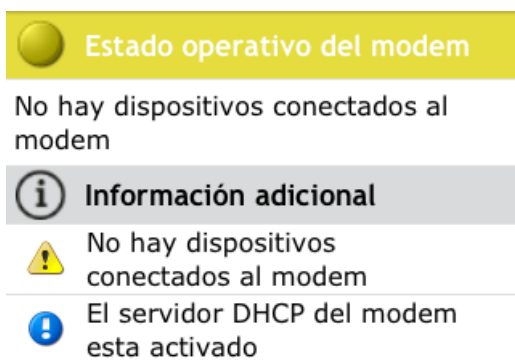 Estado operativo del modem
No hay dispositivos conectados al
modem
Información adicional
No hay dispositivos
conectados al modem
El servidor DHCP del modem
esta activado